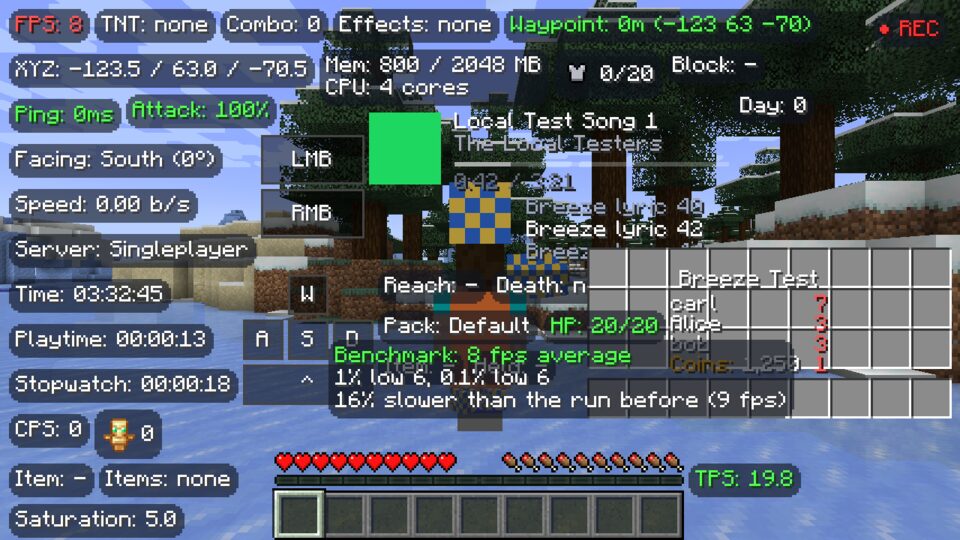 FPS: 8
TNT: none
Combo: 0
Effects: none
Waypoint: 0m (-123 63 -70)
REC
XYZ: -123.5 / 63.0 / -70.5
Mem: 800 / 2048 MB
CPU: 4 cores
0/20
Block: -
Ping: 0ms
Attack: 100%
Day: 0
Local Test Song 1
The Local Testers
0:42 / 3:21
Facing: South (0°)
LMB
RMB
Speed: 0.00 b/s
Breeze lyric 40
Breeze lyric 42
Server: Singleplayer
Time: 03:32:45
W
Reach: -
Death: n
Breeze Test
carl 7
Alice 3
bob 3
Coins: 1,250 1
Playtime: 00:00:13
A
S
D
Pack: Default
HP: 20/20
Benchmark: 8 fps average
1% low 6, 0.1% low 6
16% slower than the run before (9 fps)
Stopwatch: 00:00:18
^
CPS: 0
0
Item: -
Items: none
TPS: 19.8
Saturation: 5.0